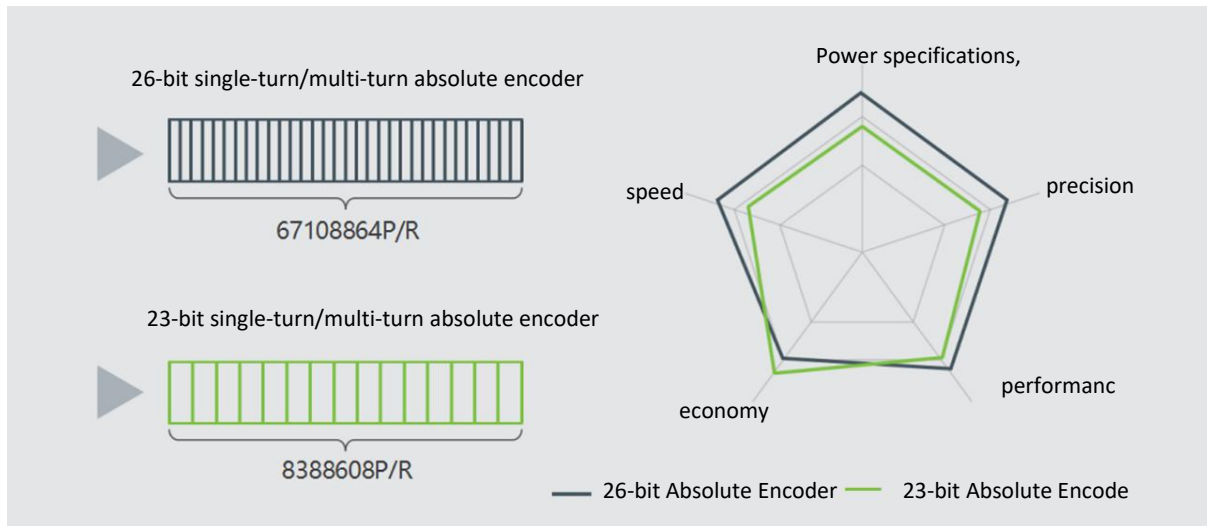 26-bit single-turn/multi-turn absolute encoder
67108864P/R
23-bit single-turn/multi-turn absolute encoder
8388608P/R
Power specifications,
speed
precision
economy
performanc
26-bit Absolute Encoder
23-bit Absolute Encode